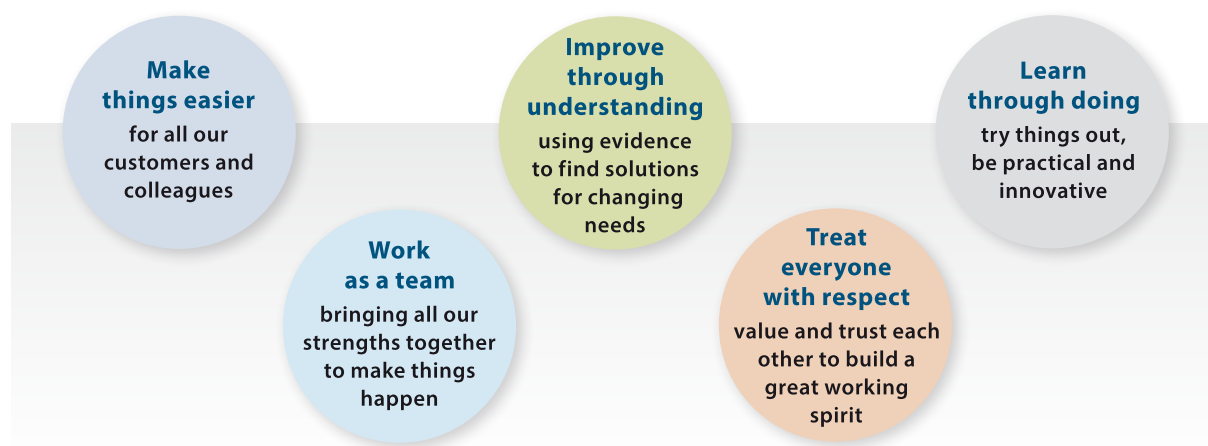 Make
things easier
for all our
customers and
colleagues
Work
as a team
bringing all our
strengths together
to make things
happen
Improve
through
understanding
using evidence
to find solutions
for changing
needs
Treat
everyone
with respect
value and trust each
other to build a
great working
spirit
Learn
through doing
try things out,
be practical and
innovative